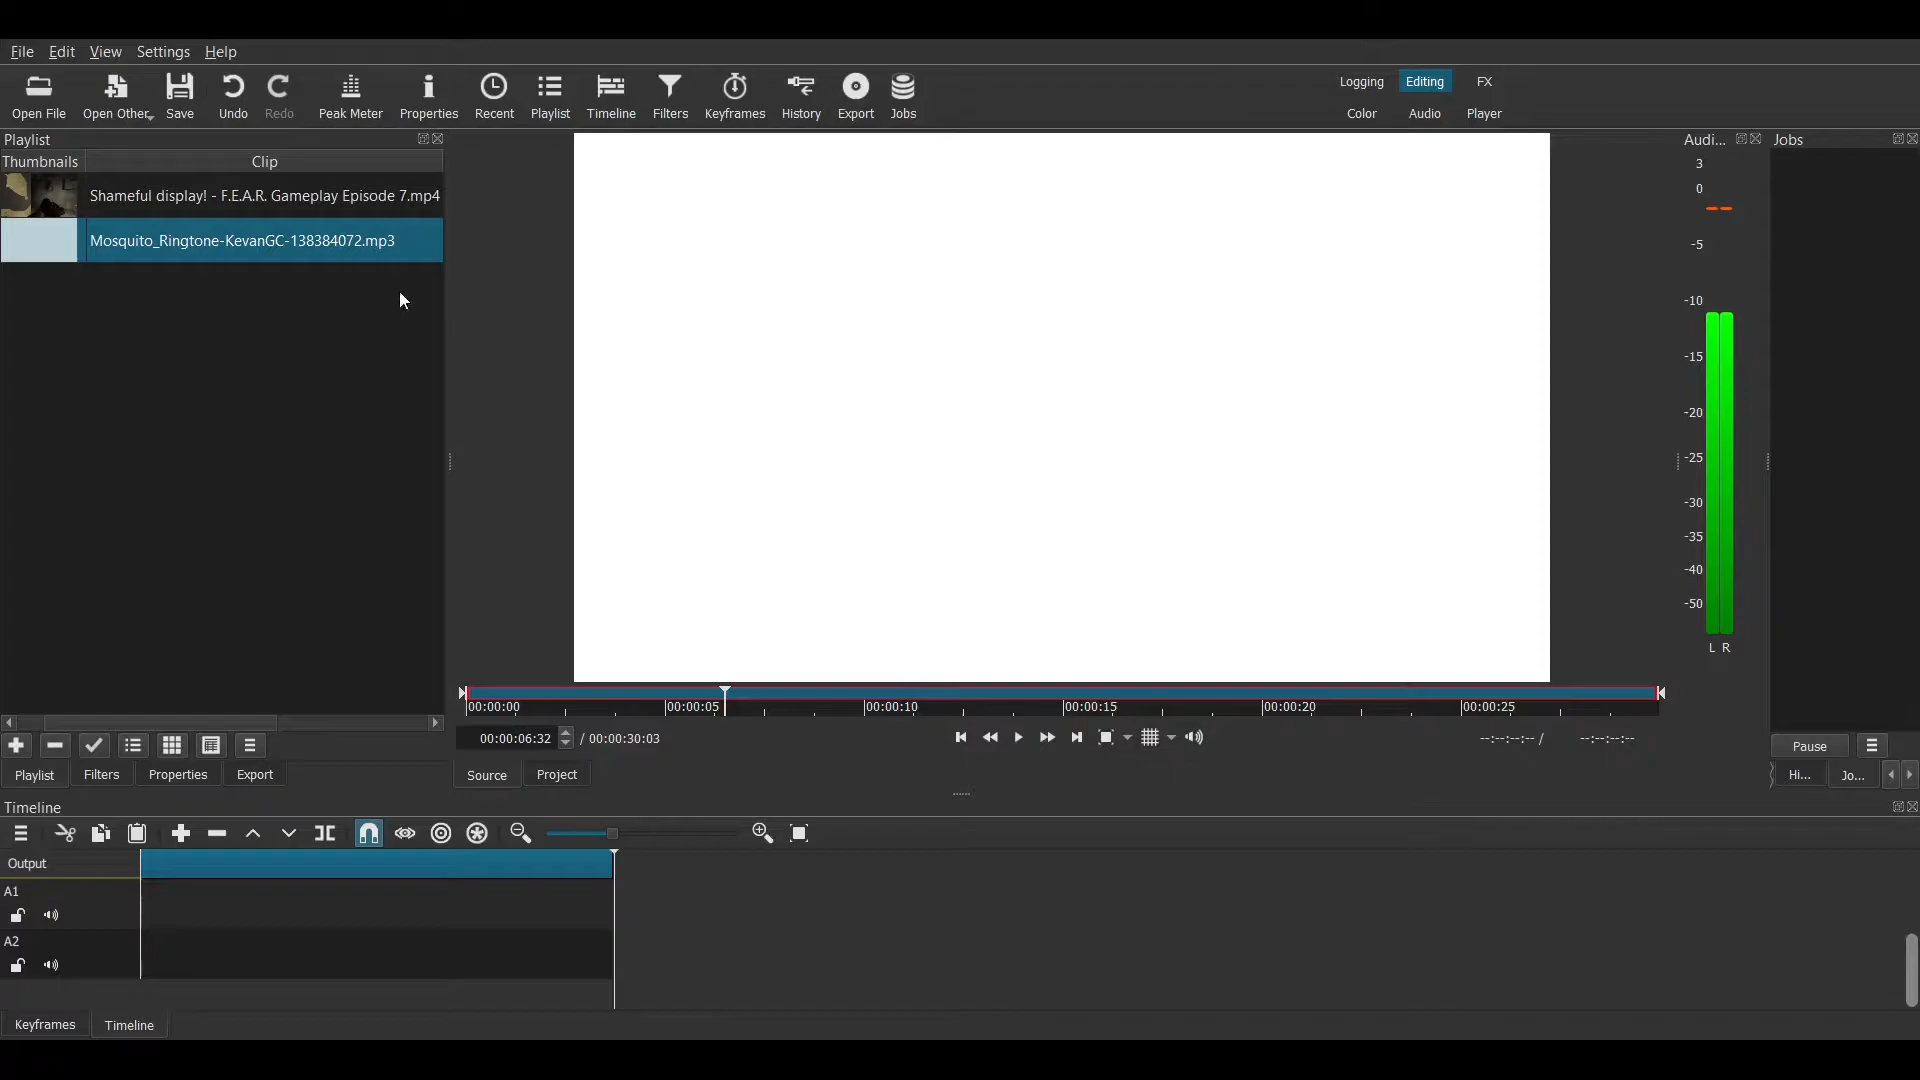 File Edit View Settings Help
Open File Open Other Save Undo Redo Peak Meter Properties Recent Playlist Timeline Filters Keyframes History Export Jobs
Logging Editing FX
Color Audio Player
Playlist
Thumbnails Clip
Shameful display! - F.E.A.R. Gameplay Episode 7.mp4
Mosquito_Ringtone-KevanGC-138384072.mp3
Audi... Jobs
3
0
-5
-10
-15
-20
-25
-30
-35
-40
-50
L R
00:00:00 00:00:05 00:00:10 00:00:15 00:00:20 00:00:25
00:00:06:32 / 00:00:30:03
--:--:--:-- / --:--:--:--
Pause
Playlist Filters Properties Export
Source Project
Hi... Jo...
Timeline
Output
A1
A2
Keyframes Timeline